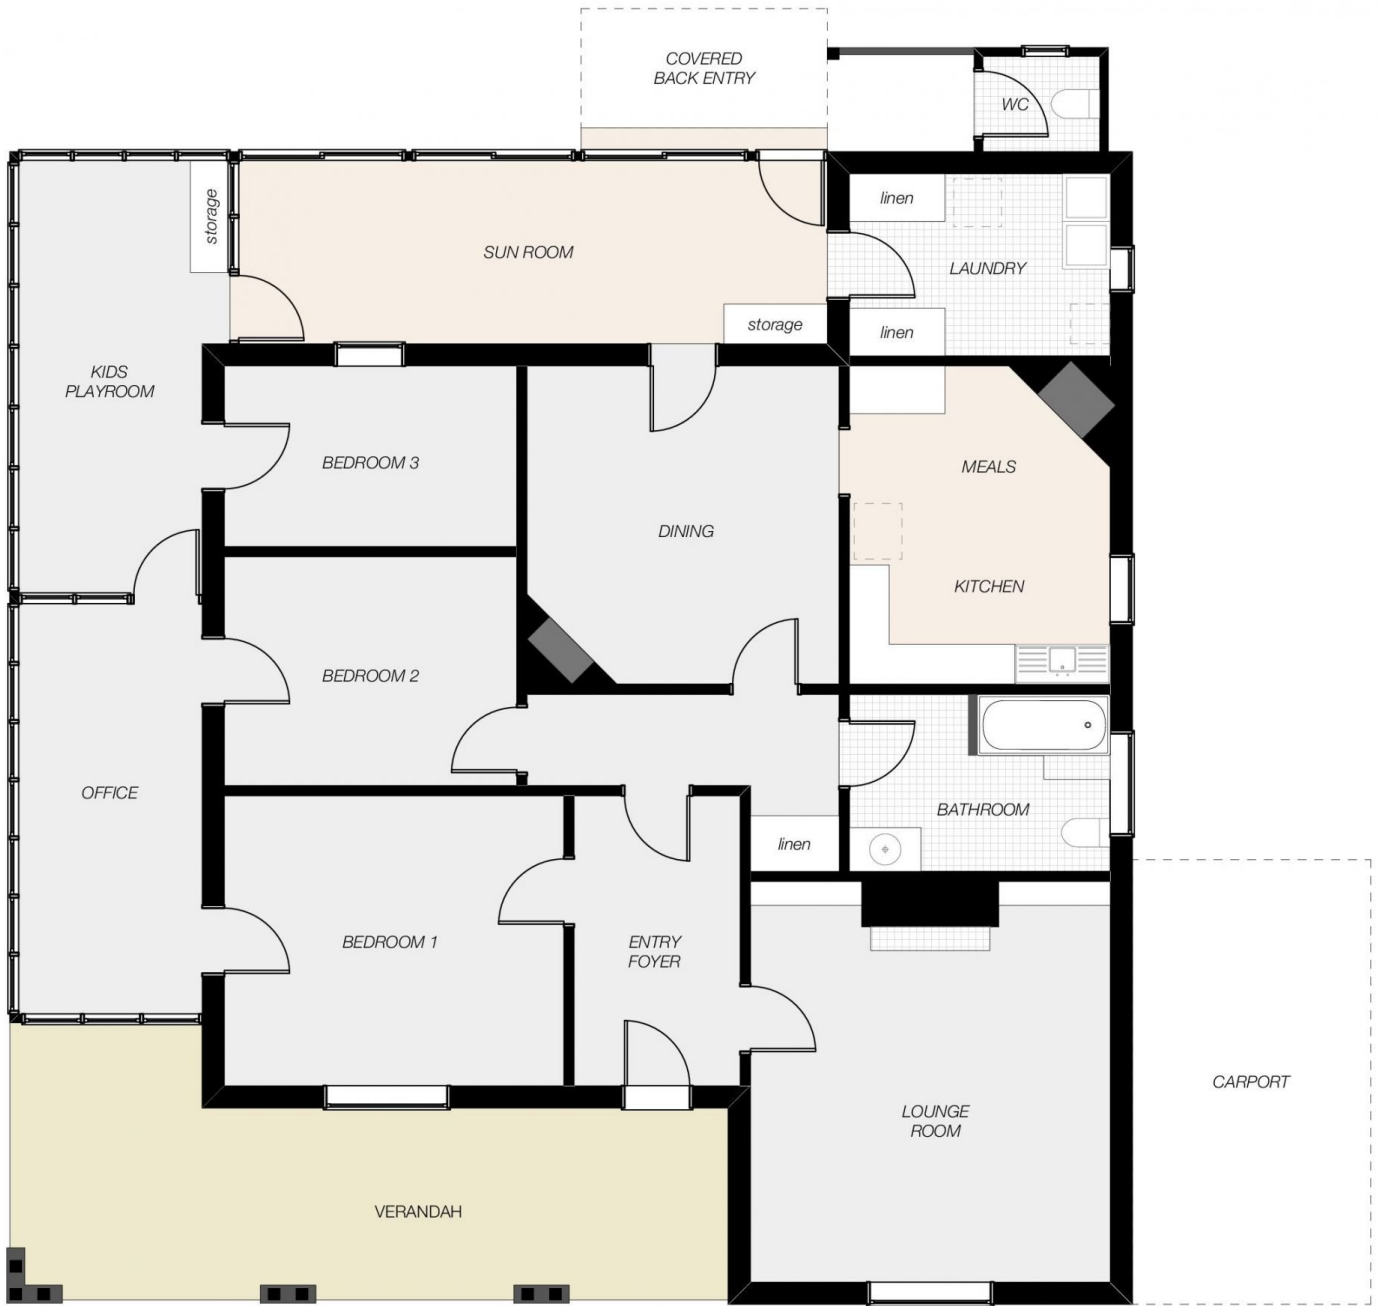 COVERED
BACK ENTRY
WC
storage
linen
SUN ROOM
LAUNDRY
storage
linen
KIDS
PLAYROOM
BEDROOM 3
MEALS
DINING
KITCHEN
BEDROOM 2
OFFICE
BATHROOM
linen
BEDROOM 1
ENTRY
FOYER
CARPORT
LOUNGE
ROOM
VERANDAH